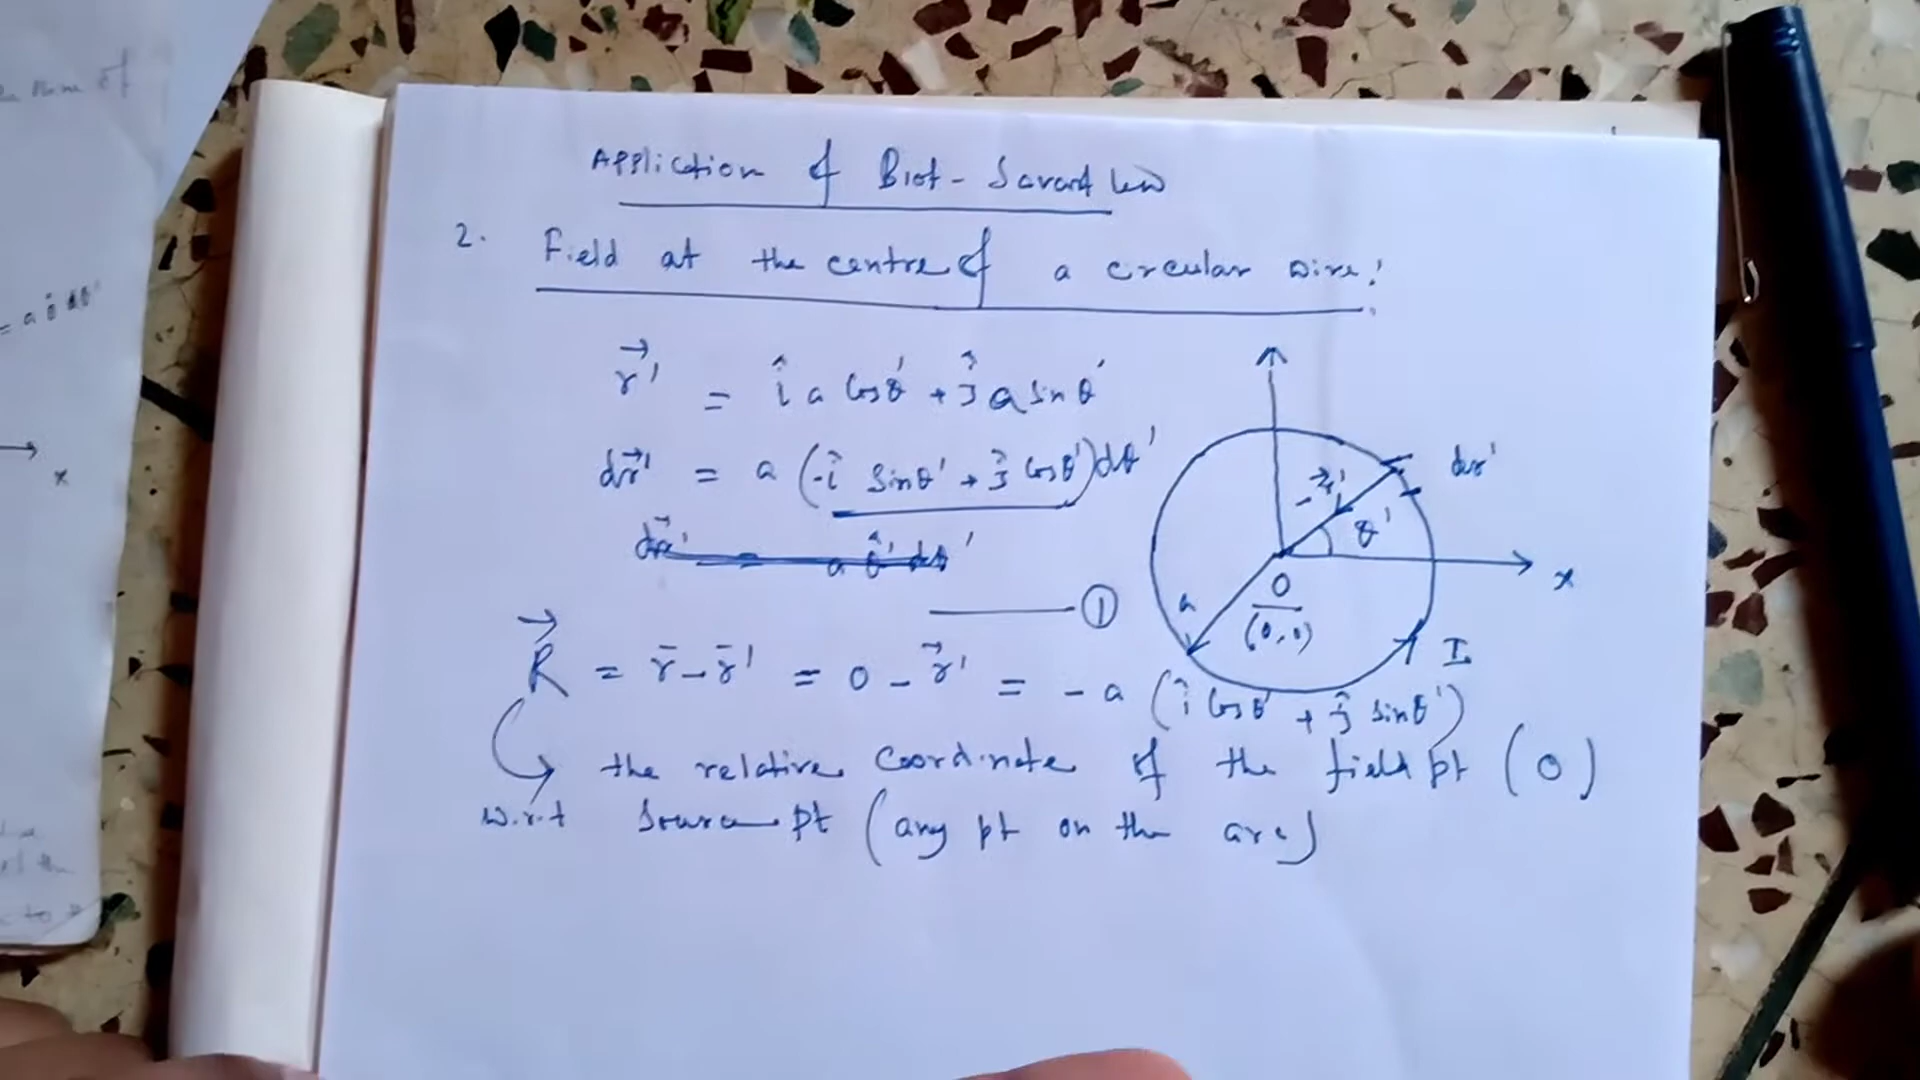 Application of Biot-Savart law
2. Field at the centre of a circular wire:
r⃗' = î a cosθ' + ĵ a sinθ'
dr⃗' = a (-î sinθ' + ĵ cosθ')dθ'
dr⃗' = a θ̂' dθ'
①
R⃗ = r̄ - r̄' = 0 - r⃗' = - a (î cosθ' + ĵ sinθ')
the relative coordinate of the field pt (O)
w.r.t source pt (any pt on the arc)
dr'
-r⃗'
θ'
x
O
(0,0)
a
I
= a θ̂ dθ'
x